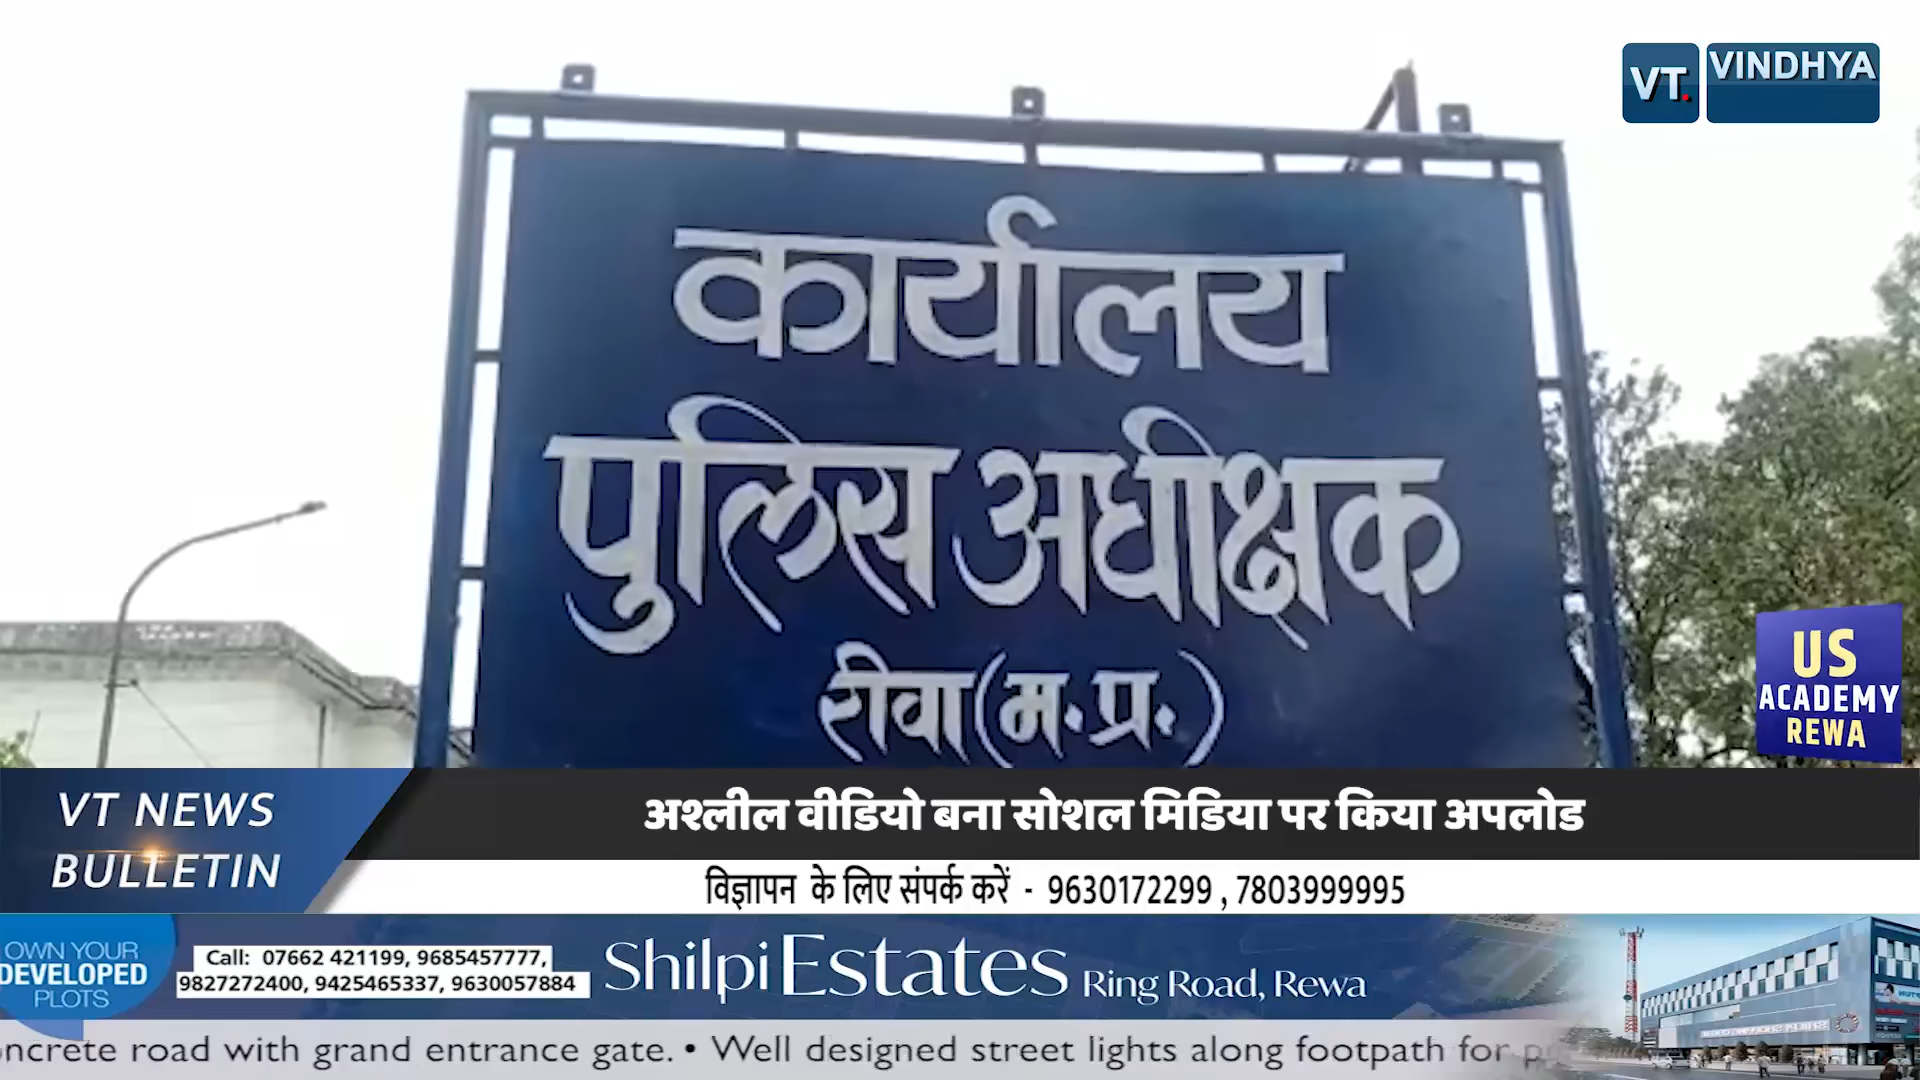 VT.
VINDHYA
कार्यालय
पुलिस अधीक्षक
रीवा (म.प्र.)
US
ACADEMY
REWA
VT NEWS
BULLETIN
अश्लील वीडियो बना सोशल मिडिया पर किया अपलोड
विज्ञापन के लिए संपर्क करें - 9630172299 , 7803999995
OWN YOUR
DEVELOPED
PLOTS
Call: 07662 421199, 9685457777,
9827272400, 9425465337, 9630057884
Shilpi Estates Ring Road, Rewa
oncrete road with grand entrance gate. • Well designed street lights along footpath for